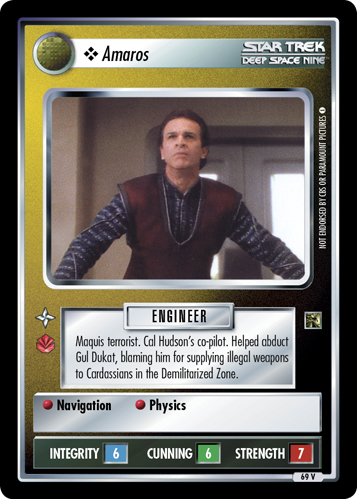 ❖ Amaros
STAR TREK
DEEP SPACE NINE
NOT ENDORSED BY CBS OR PARAMOUNT PICTURES
ENGINEER
Maquis terrorist. Cal Hudson's co-pilot. Helped abduct
Gul Dukat, blaming him for supplying illegal weapons
to Cardassians in the Demilitarized Zone.
Navigation Physics
INTEGRITY 6 CUNNING 6 STRENGTH 7
69 V